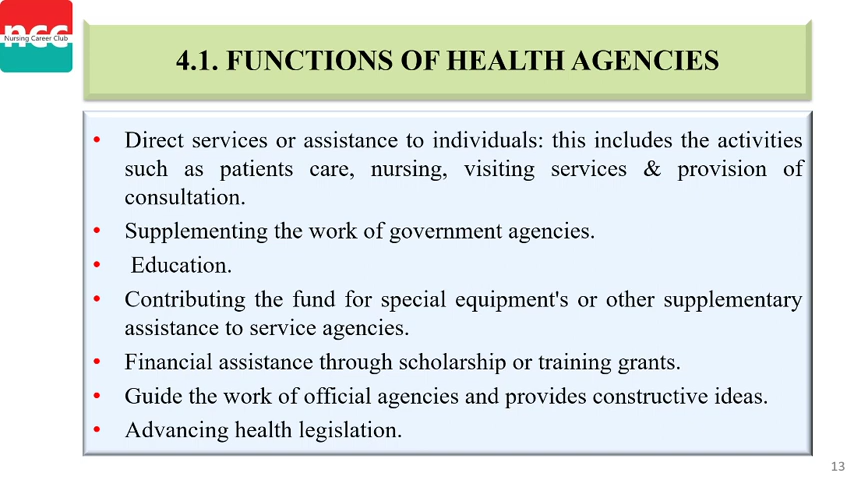 ncc
Nursing Career Club
4.1. FUNCTIONS OF HEALTH AGENCIES
• Direct services or assistance to individuals: this includes the activities
such as patients care, nursing, visiting services & provision of
consultation.
• Supplementing the work of government agencies.
• Education.
• Contributing the fund for special equipment's or other supplementary
assistance to service agencies.
• Financial assistance through scholarship or training grants.
• Guide the work of official agencies and provides constructive ideas.
• Advancing health legislation.
13